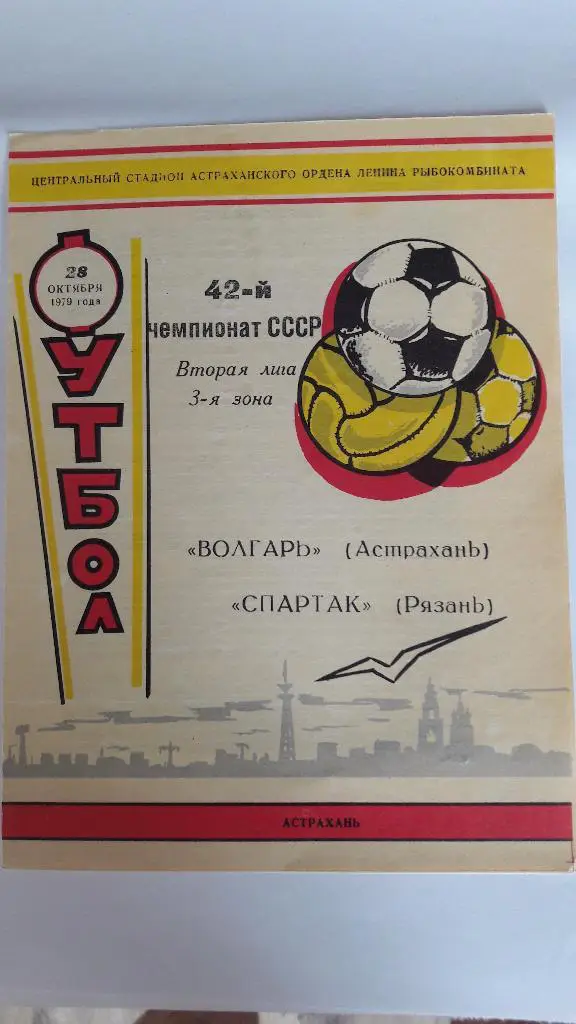 ЦЕНТРАЛЬНЫЙ СТАДИОН АСТРАХАНСКОГО ОРДЕНА ЛЕНИНА РЫБОКОМБИНАТА
28
ОКТЯБРЯ
1979 года
ФУТБОЛ
42-й
чемпионат СССР
Вторая лига
3-я зона
«ВОЛГАРЬ» (Астрахань)
«СПАРТАК» (Рязань)
АСТРАХАНЬ